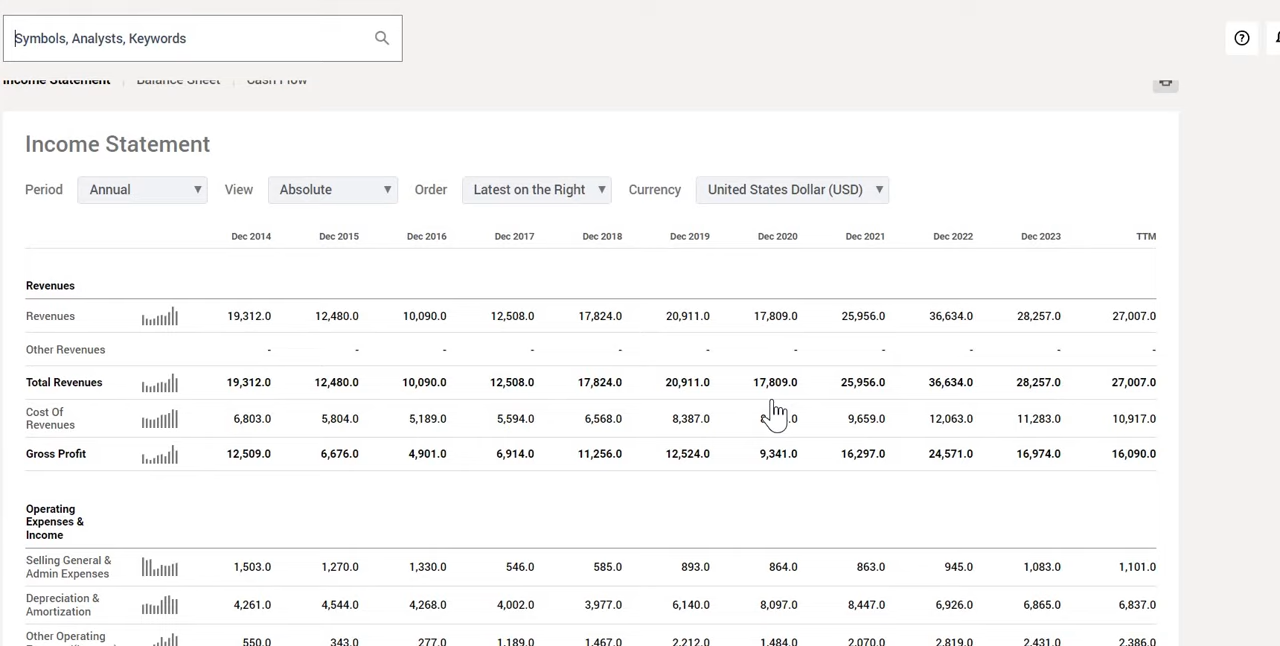 Symbols, Analysts, Keywords
Income Statement | Balance Sheet | Cash Flow
Income Statement
Period Annual View Absolute Order Latest on the Right Currency United States Dollar (USD)
Dec 2014 Dec 2015 Dec 2016 Dec 2017 Dec 2018 Dec 2019 Dec 2020 Dec 2021 Dec 2022 Dec 2023 TTM
Revenues
Revenues 19,312.0 12,480.0 10,090.0 12,508.0 17,824.0 20,911.0 17,809.0 25,956.0 36,634.0 28,257.0 27,007.0
Other Revenues - - - - - - - - - - -
Total Revenues 19,312.0 12,480.0 10,090.0 12,508.0 17,824.0 20,911.0 17,809.0 25,956.0 36,634.0 28,257.0 27,007.0
Cost Of
Revenues 6,803.0 5,804.0 5,189.0 5,594.0 6,568.0 8,387.0 9,659.0 12,063.0 11,283.0 10,917.0
Gross Profit 12,509.0 6,676.0 4,901.0 6,914.0 11,256.0 12,524.0 9,341.0 16,297.0 24,571.0 16,974.0 16,090.0
Operating
Expenses &
Income
Selling General &
Admin Expenses 1,503.0 1,270.0 1,330.0 546.0 585.0 893.0 864.0 863.0 945.0 1,083.0 1,101.0
Depreciation &
Amortization 4,261.0 4,544.0 4,268.0 4,002.0 3,977.0 6,140.0 8,097.0 8,447.0 6,926.0 6,865.0 6,837.0
Other Operating
550.0 343.0 277.0 1,189.0 1,467.0 2,212.0 1,484.0 2,070.0 2,819.0 2,431.0 2,386.0